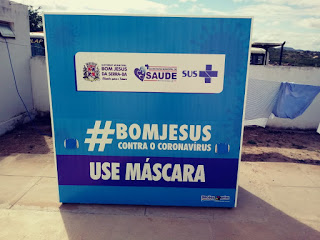 BOM JESUS
DA SERRA-BA
SAÚDE
SUS
#BOMJESUS
CONTRA O CORONAVÍRUS
USE MÁSCARA